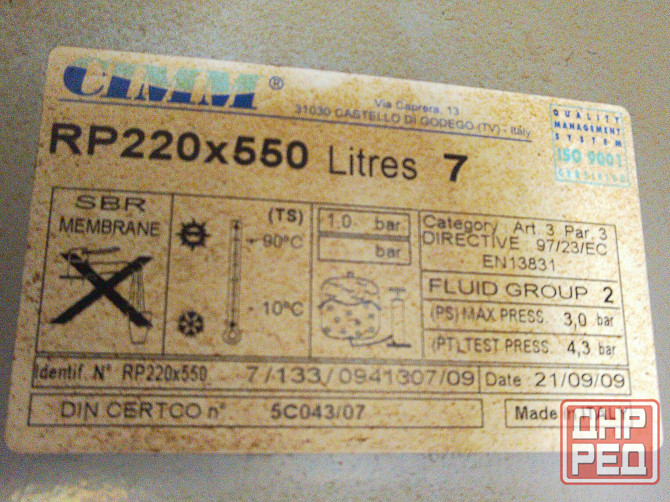 CIMM ®
Via Caprera, 13
31030 CASTELLO DI GODEGO (TV) - Italy
QUALITY
MANAGEMENT
SYSTEM
ISO 9001
CERTIFIED
RP220x550 Litres 7
SBR
MEMBRANE
(TS)
+ 90°C
- 10°C
1.0 bar
bar
Category Art. 3 Par. 3
DIRECTIVE 97/23/EC
EN13831
FLUID GROUP 2
(PS) MAX PRESS. 3,0 bar
(PT) TEST PRESS. 4,3 bar
Identif. N° RP220x550 7/133/0941307/09 Date 21/09/09
DIN CERTCO n° 5C043/07 Made in ITALY
ДНР
РЕД